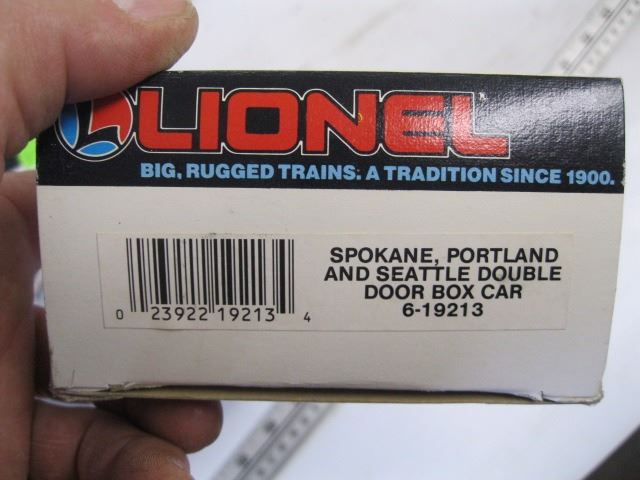 LIONEL
BIG, RUGGED TRAINS. A TRADITION SINCE 1900.
SPOKANE, PORTLAND
AND SEATTLE DOUBLE
DOOR BOX CAR
6-19213
0 23922 19213 4